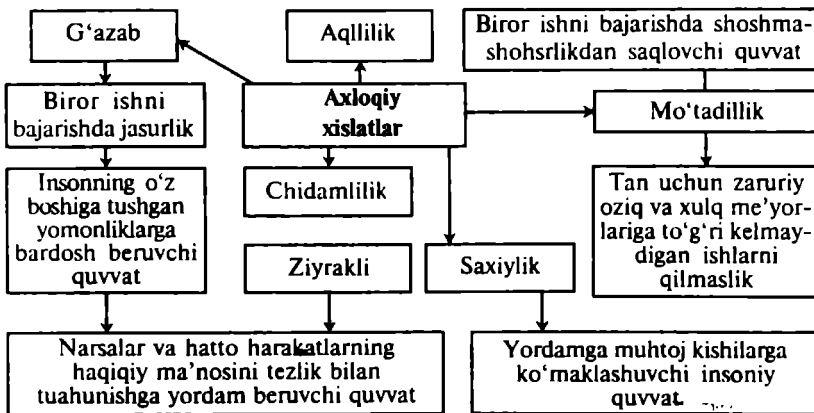 G‘azab
Aqllilik
Biror ishni bajarishda shoshma-
shohsrlikdan saqlovchi quvvat
Biror ishni
bajarishda jasurlik
Axloqiy
xislatlar
Mo‘tadillik
Insonning o‘z
boshiga tushgan
yomonliklarga
bardosh beruvchi
quvvat
Chidamlilik
Tan uchun zaruriy
oziq va xulq me’yor-
lariga to‘g‘ri kelmay-
digan ishlarni
qilmaslik
Ziyrakli
Saxiylik
Narsalar va hatto harakatlarning
haqiqiy ma’nosini tezlik bilan
tuahunishga yordam beruvchi quvvat
Yordamga muhtoj kishilarga
ko‘maklashuvchi insoniy
quvvat